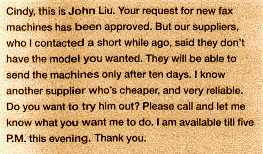 Cindy, this is John Liu. Your request for new fax
machines has been approved. But our suppliers,
who I contacted a short while ago, said they don't
have the model you wanted. They will be able to
send the machines only after ten days. I know
another supplier who's cheaper, and very reliable.
Do you want to try him out? Please call and let me
know what you want me to do. I am available till five
P.M. this evening. Thank you.